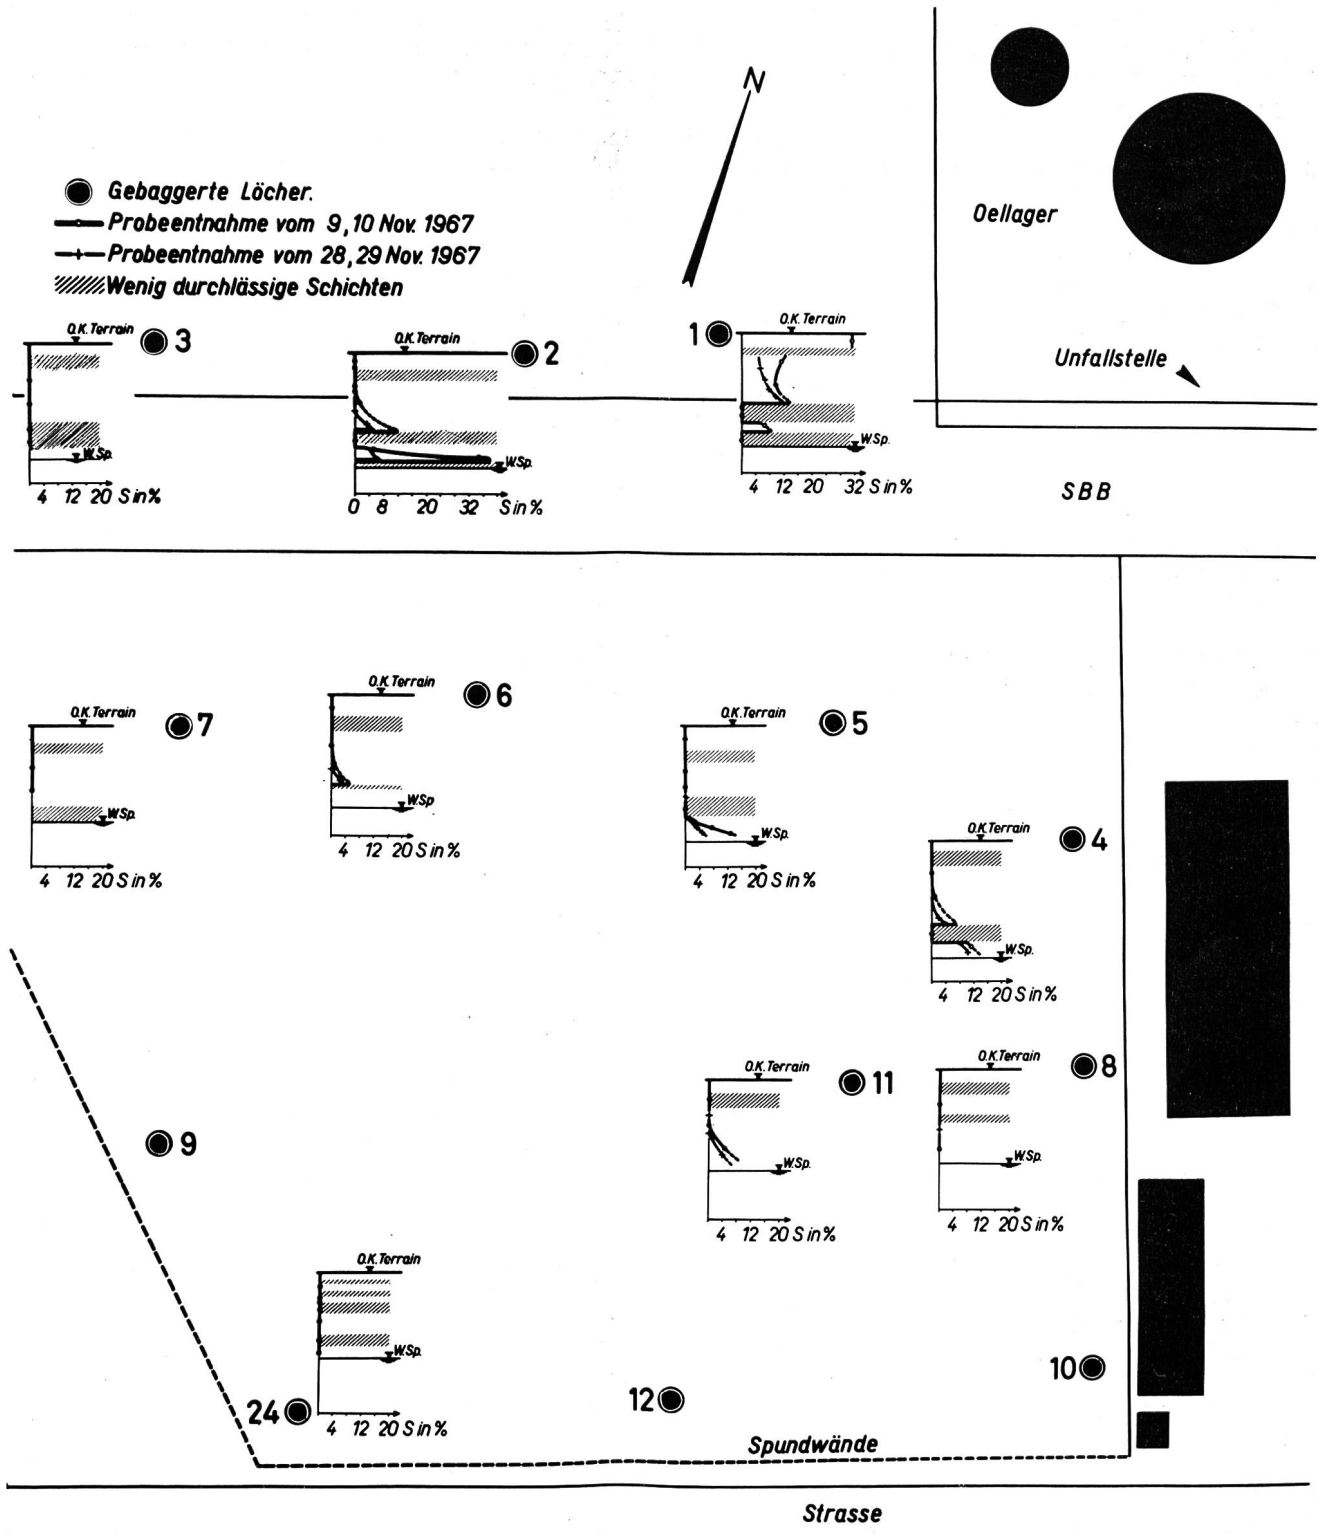 N
Gebaggerte Löcher.
Probeentnahme vom 9,10 Nov. 1967
Probeentnahme vom 28,29 Nov. 1967
Wenig durchlässige Schichten
Oellager
Unfallstelle
SBB
O.K.Terrain
3
W.Sp.
4 12 20 S in %
O.K.Terrain
2
W.Sp.
0 8 20 32 S in %
1
O.K.Terrain
W.Sp.
4 12 20 32 S in %
O.K.Terrain
7
W.Sp.
4 12 20 S in %
O.K.Terrain
6
W.Sp
4 12 20 S in %
O.K.Terrain
5
W.Sp.
4 12 20 S in %
O.K.Terrain
4
W.Sp.
4 12 20 S in %
O.K.Terrain
11
W.Sp.
4 12 20 S in %
O.K.Terrain
8
W.Sp.
4 12 20 S in %
9
O.K.Terrain
W.Sp.
24
4 12 20 S in %
12
10
Spundwände
Strasse